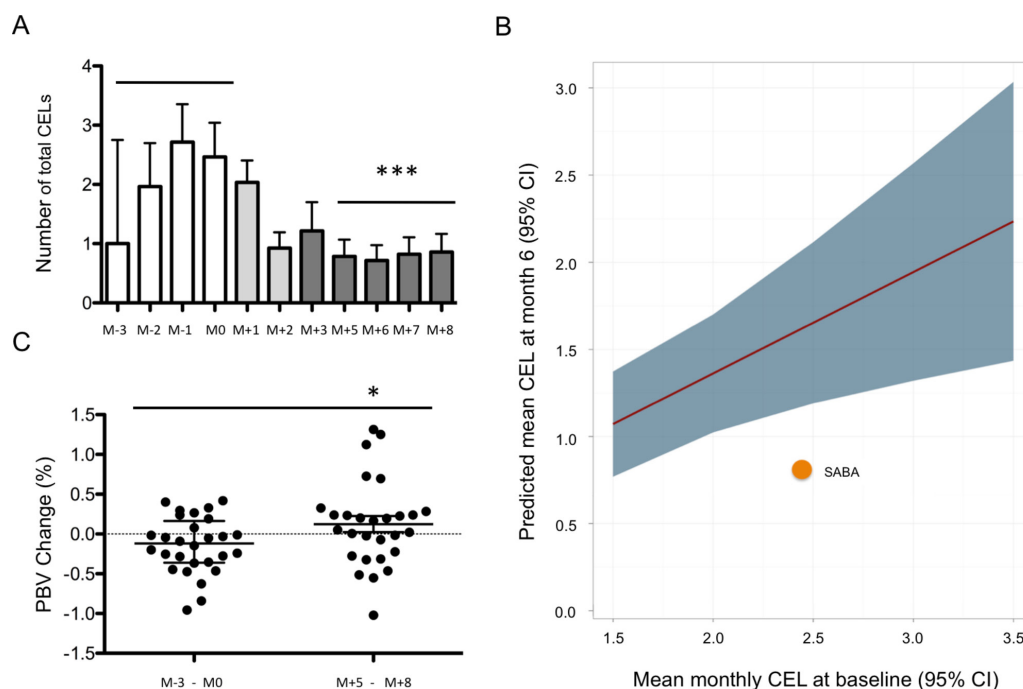 A
Number of total CELs
4
3
2
1
0
***
M-3 M-2 M-1 M0 M+1 M+2 M+3 M+5 M+6 M+7 M+8
B
Predicted mean CEL at month 6 (95% CI)
3.0
2.5
2.0
1.5
1.0
0.5
0.0
SABA
1.5 2.0 2.5 3.0 3.5
Mean monthly CEL at baseline (95% CI)
C
PBV Change (%)
1.5
1.0
0.5
0.0
-0.5
-1.0
-1.5
*
M-3 - M0 M+5 - M+8